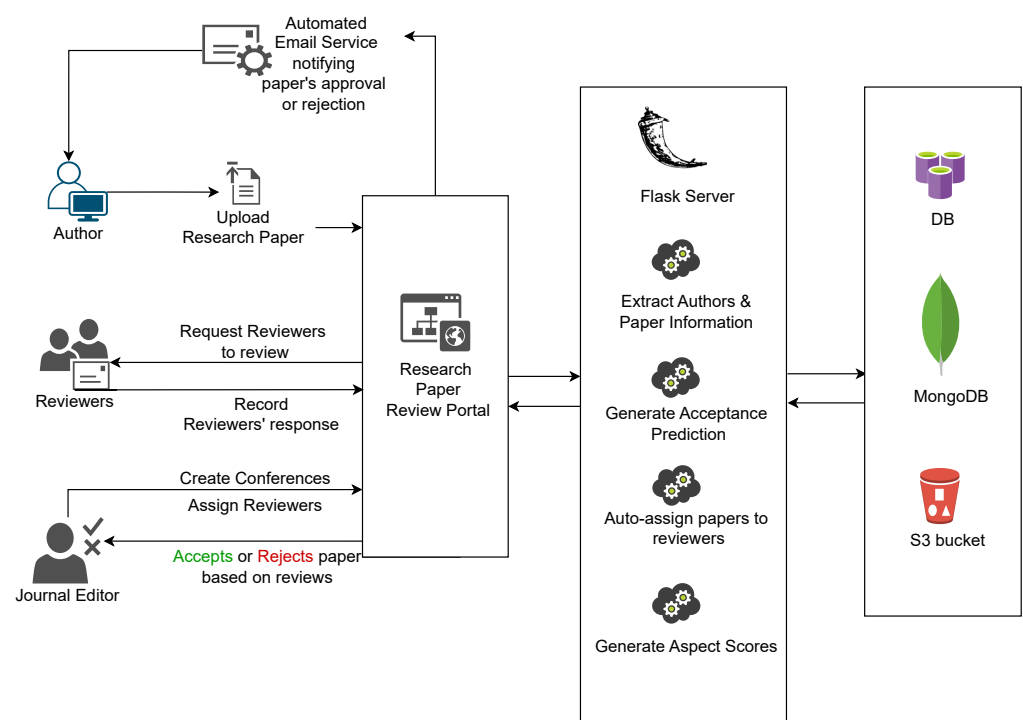 Automated
Email Service
notifying
paper's approval
or rejection
Author
Upload
Research Paper
Request Reviewers
to review
Reviewers
Record
Reviewers' response
Create Conferences
Assign Reviewers
Accepts or Rejects paper
based on reviews
Journal Editor
Research
Paper
Review Portal
Flask Server
Extract Authors &
Paper Information
Generate Acceptance
Prediction
Auto-assign papers to
reviewers
Generate Aspect Scores
DB
MongoDB
S3 bucket